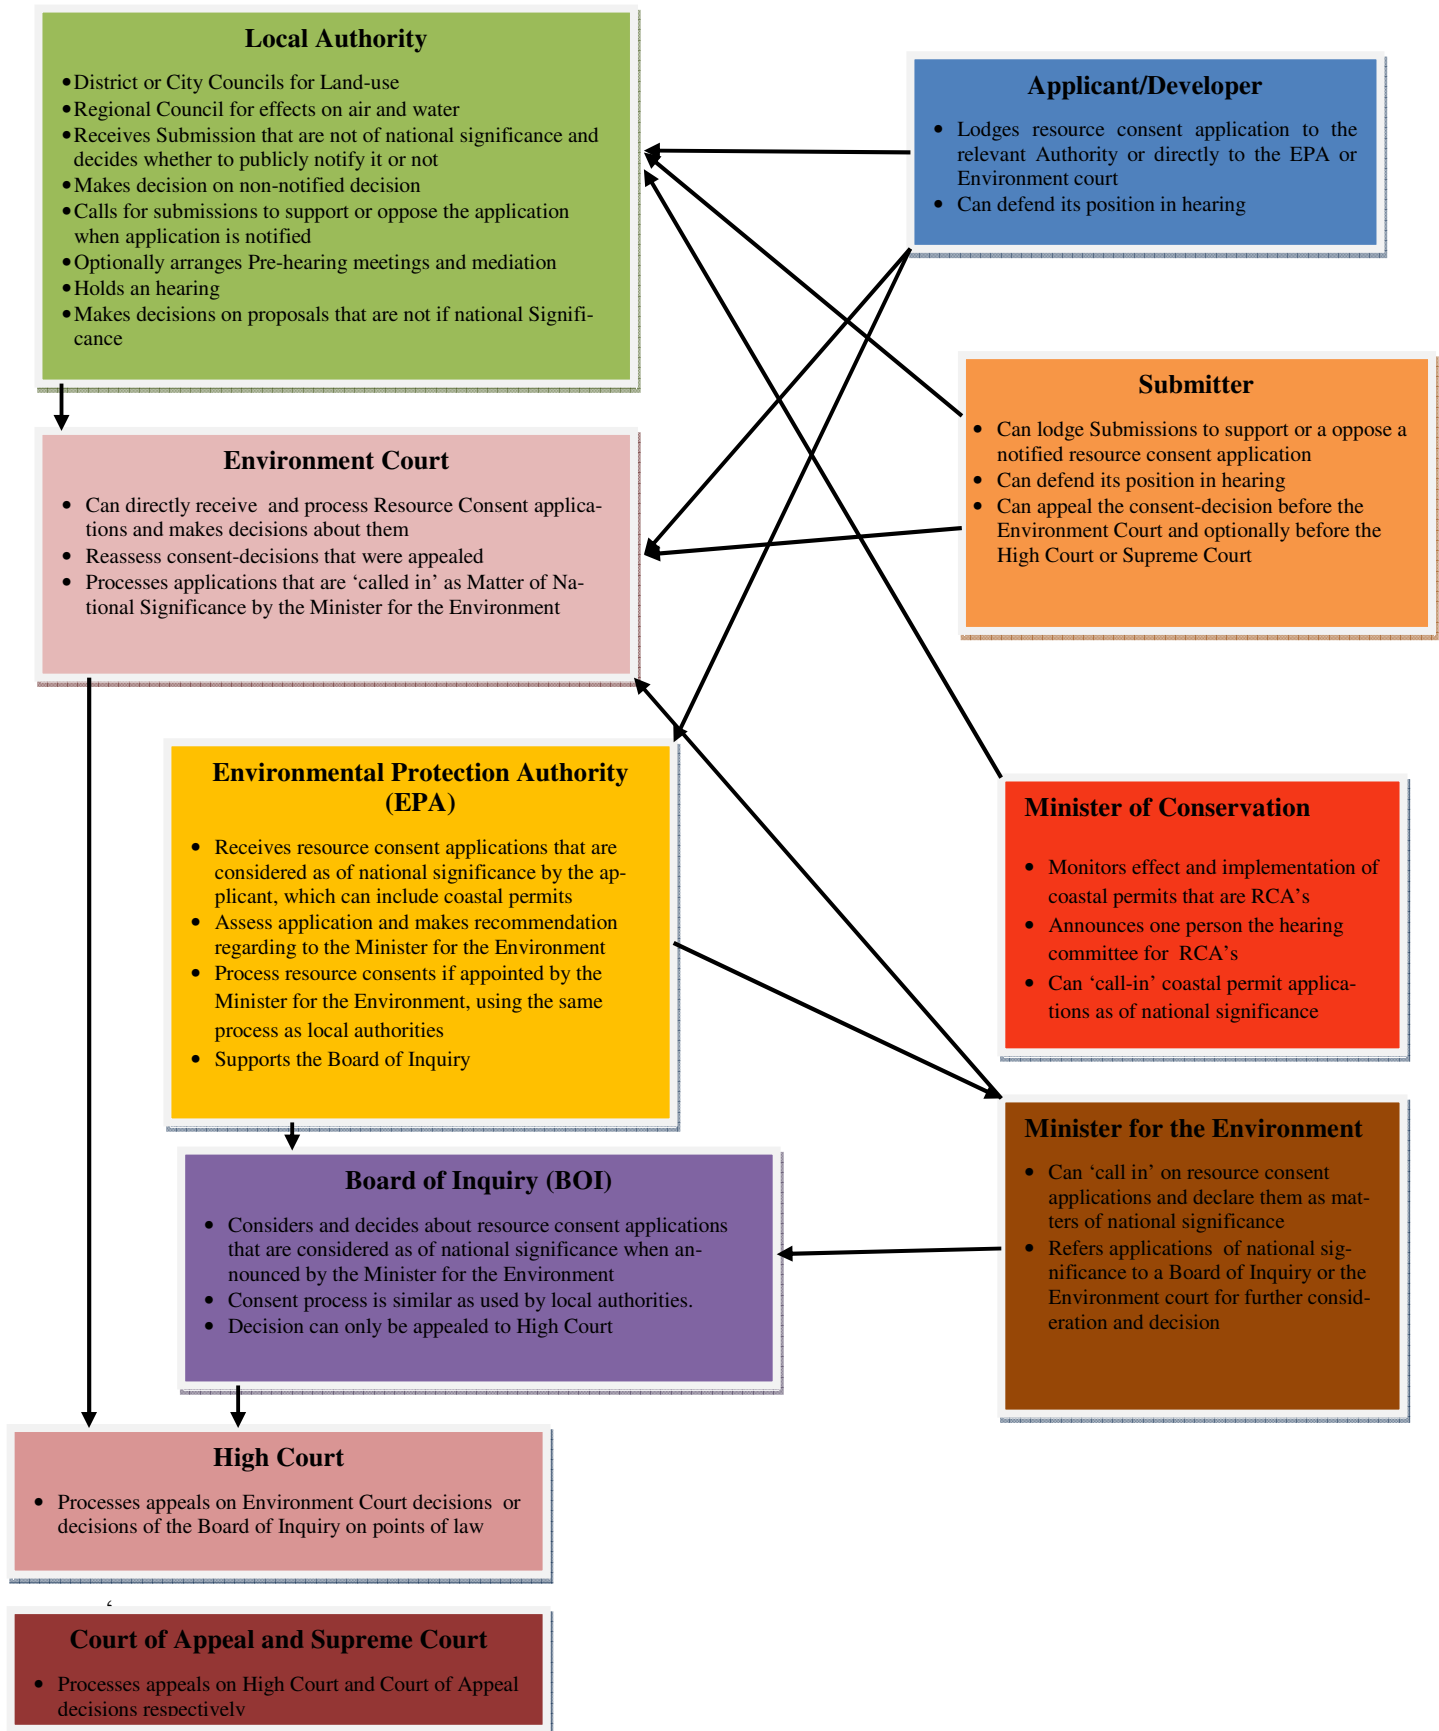 Local Authority
•District or City Councils for Land-use
•Regional Council for effects on air and water
•Receives Submission that are not of national significance and
decides whether to publicly notify it or not
•Makes decision on non-notified decision
•Calls for submissions to support or oppose the application
when application is notified
•Optionally arranges Pre-hearing meetings and mediation
•Holds an hearing
•Makes decisions on proposals that are not if national Signifi-
cance
Applicant/Developer
• Lodges resource consent application to the
relevant Authority or directly to the EPA or
Environment court
• Can defend its position in hearing
Submitter
• Can lodge Submissions to support or a oppose a
notified resource consent application
• Can defend its position in hearing
• Can appeal the consent-decision before the
Environment Court and optionally before the
High Court or Supreme Court
Environment Court
• Can directly receive and process Resource Consent applica-
tions and makes decisions about them
• Reassess consent-decisions that were appealed
• Processes applications that are ‘called in’ as Matter of Na-
tional Significance by the Minister for the Environment
Environmental Protection Authority
(EPA)
• Receives resource consent applications that are
considered as of national significance by the ap-
plicant, which can include coastal permits
• Assess application and makes recommendation
regarding to the Minister for the Environment
• Process resource consents if appointed by the
Minister for the Environment, using the same
process as local authorities
• Supports the Board of Inquiry
Minister of Conservation
• Monitors effect and implementation of
coastal permits that are RCA’s
• Announces one person the hearing
committee for RCA’s
• Can ‘call-in’ coastal permit applica-
tions as of national significance
Minister for the Environment
• Can ‘call in’ on resource consent
applications and declare them as mat-
ters of national significance
• Refers applications of national sig-
nificance to a Board of Inquiry or the
Environment court for further consid-
eration and decision
Board of Inquiry (BOI)
• Considers and decides about resource consent applications
that are considered as of national significance when an-
nounced by the Minister for the Environment
• Consent process is similar as used by local authorities.
• Decision can only be appealed to High Court
High Court
• Processes appeals on Environment Court decisions or
decisions of the Board of Inquiry on points of law
‘
Court of Appeal and Supreme Court
• Processes appeals on High Court and Court of Appeal
decisions respectively